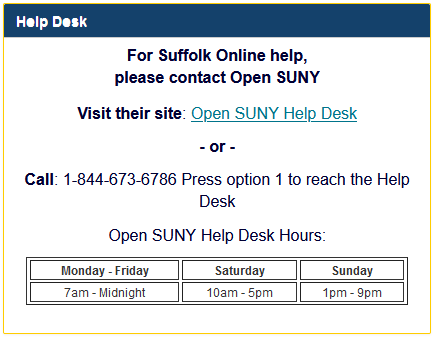 Help Desk
For Suffolk Online help,
please contact Open SUNY
Visit their site: Open SUNY Help Desk
- or -
Call: 1-844-673-6786 Press option 1 to reach the Help
Desk
Open SUNY Help Desk Hours:
Monday - Friday Saturday Sunday
7am - Midnight 10am - 5pm 1pm - 9pm